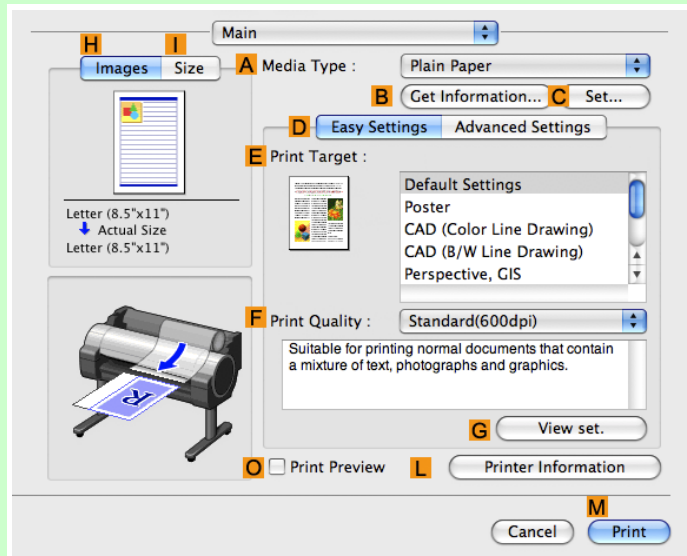 Main
H I
Images Size
A Media Type : Plain Paper
B Get Information... C Set...
D Easy Settings Advanced Settings
E Print Target :
Default Settings
Poster
CAD (Color Line Drawing)
CAD (B/W Line Drawing)
Perspective, GIS
Letter (8.5"x11")
Actual Size
Letter (8.5"x11")
F Print Quality : Standard(600dpi)
Suitable for printing normal documents that contain
a mixture of text, photographs and graphics.
R
G View set.
O Print Preview L Printer Information
M
Cancel Print